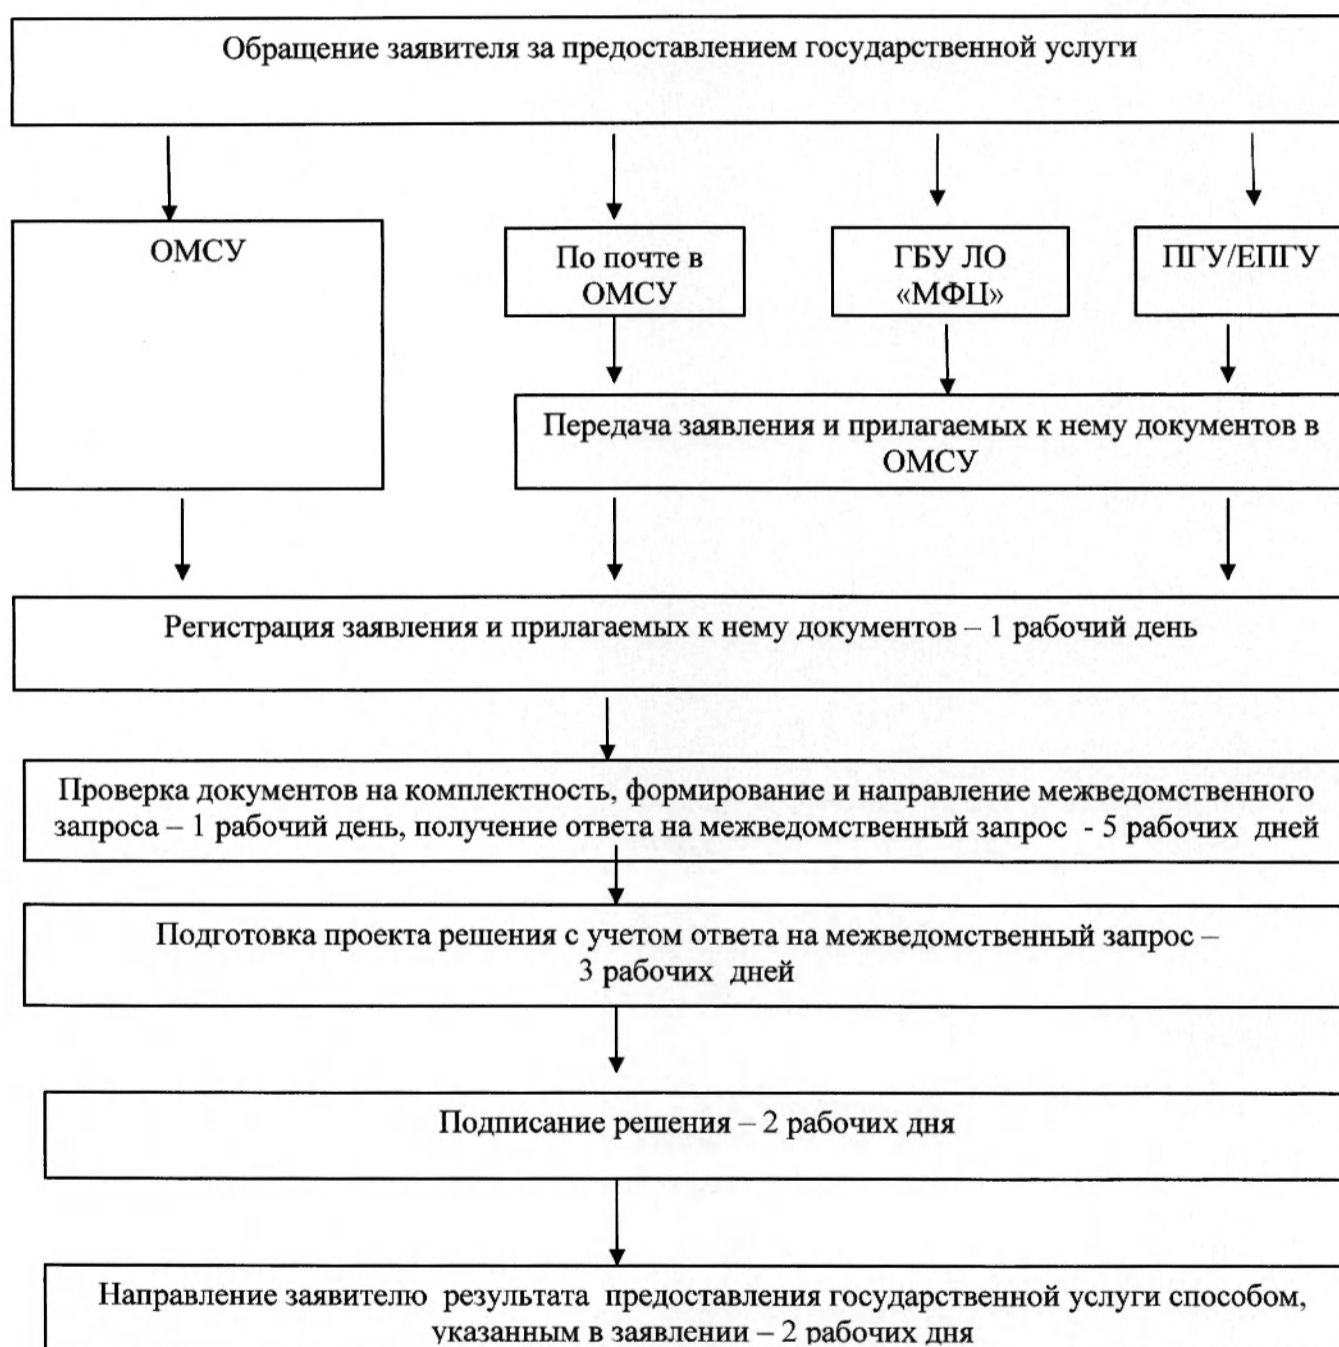 Обращение заявителя за предоставлением государственной услуги
ОМСУ
По почте в
ОМСУ
ГБУ ЛО
«МФЦ»
ПГУ/ЕПГУ
Передача заявления и прилагаемых к нему документов в
ОМСУ
Регистрация заявления и прилагаемых к нему документов – 1 рабочий день
Проверка документов на комплектность, формирование и направление межведомственного
запроса – 1 рабочий день, получение ответа на межведомственный запрос - 5 рабочих дней
Подготовка проекта решения с учетом ответа на межведомственный запрос –
3 рабочих дней
Подписание решения – 2 рабочих дня
Направление заявителю результата предоставления государственной услуги способом,
указанным в заявлении – 2 рабочих дня